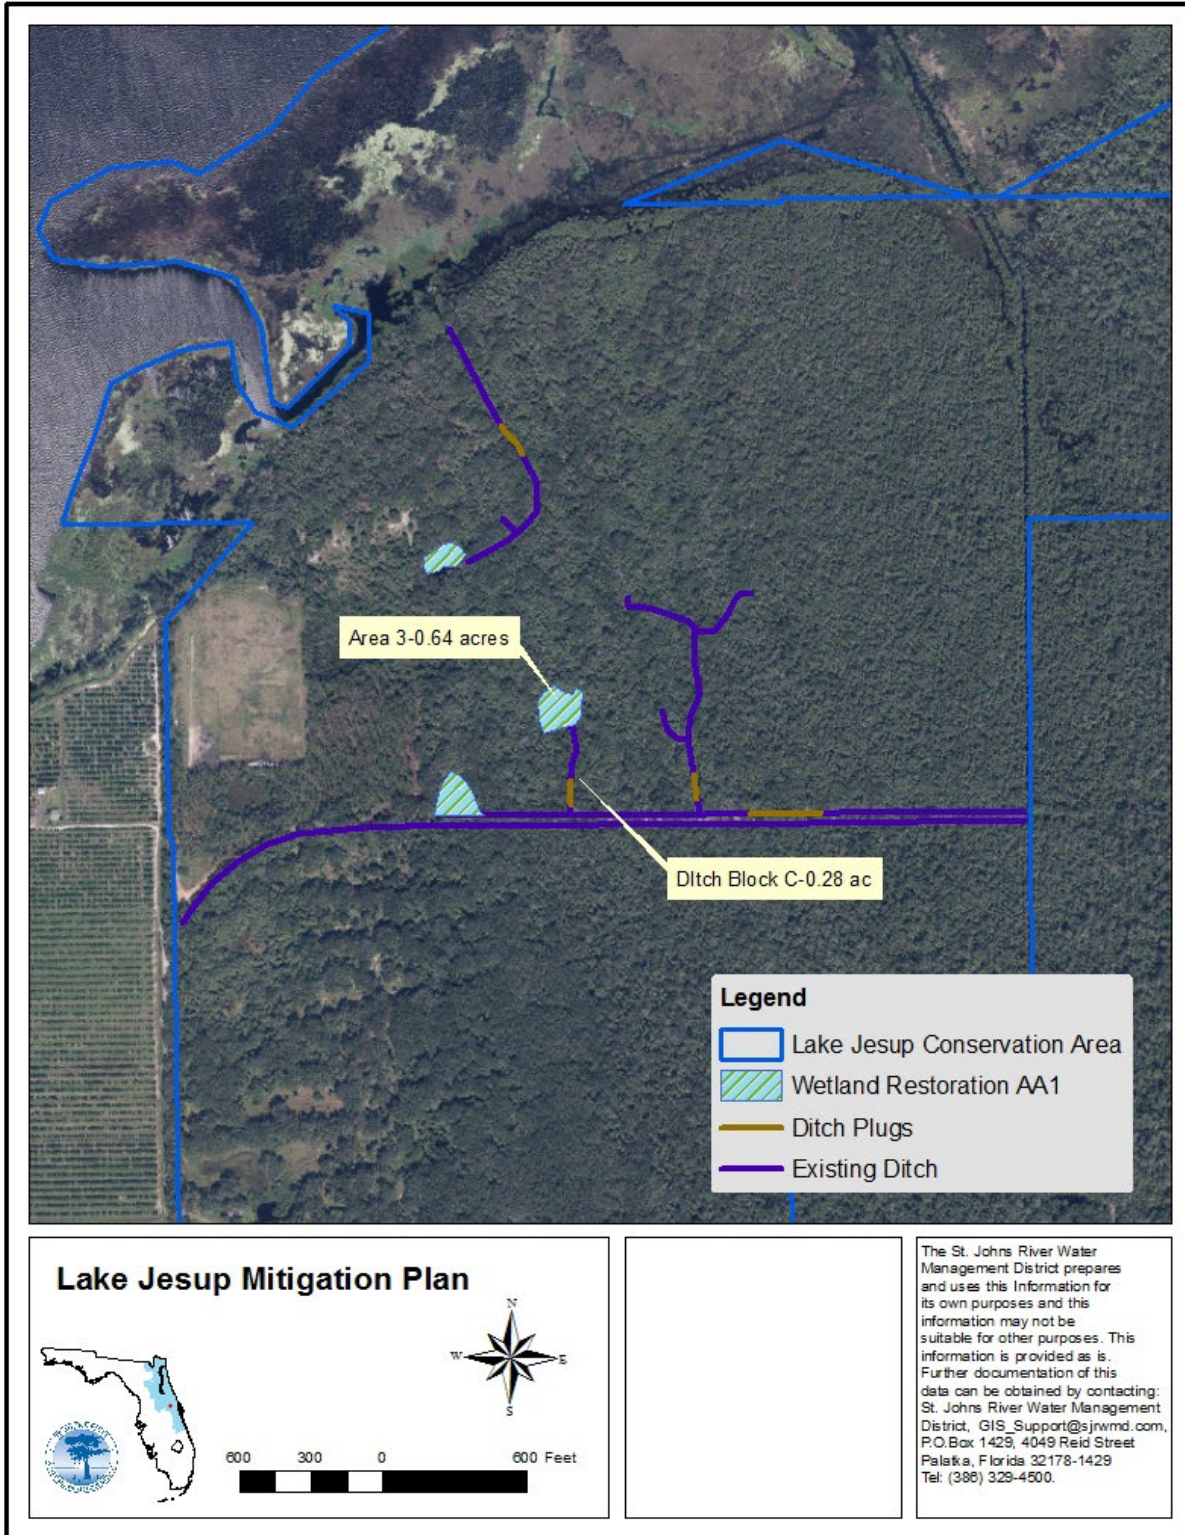 Area 3-0.64 acres
DItch Block C-0.28 ac
Legend
Lake Jesup Conservation Area
Wetland Restoration AA1
Ditch Plugs
Existing Ditch
Lake Jesup Mitigation Plan
N
W
E
S
600 300 0 600 Feet
The St. Johns River Water
Management District prepares
and uses this Information for
its own purposes and this
information may not be
suitable for other purposes. This
information is provided as is.
Further documentation of this
data can be obtained by contacting:
St. Johns River Water Management
District, GIS_Support@sjrwmd.com,
P.O.Box 1429, 4049 Reid Street
Palatka, Florida 32178-1429
Tel: (386) 329-4500.